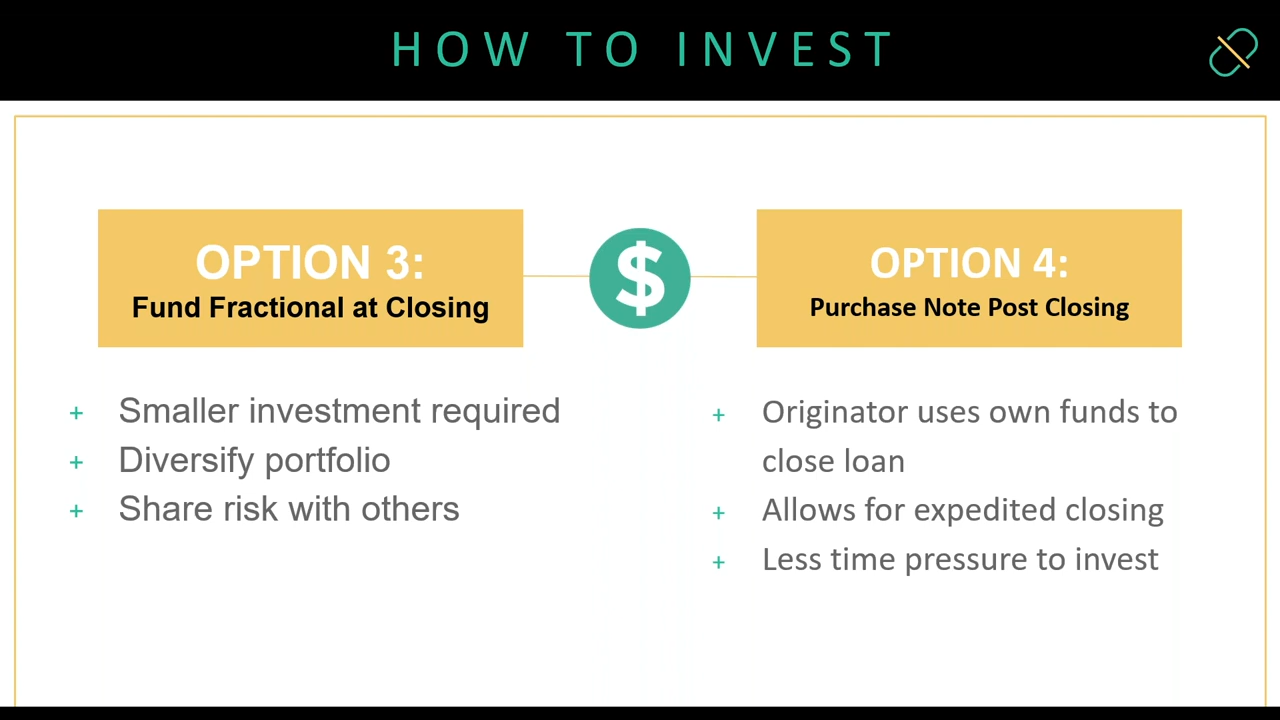 HOW TO INVEST
OPTION 3:
Fund Fractional at Closing
$
OPTION 4:
Purchase Note Post Closing
+ Smaller investment required
+ Diversify portfolio
+ Share risk with others
+ Originator uses own funds to
close loan
+ Allows for expedited closing
+ Less time pressure to invest